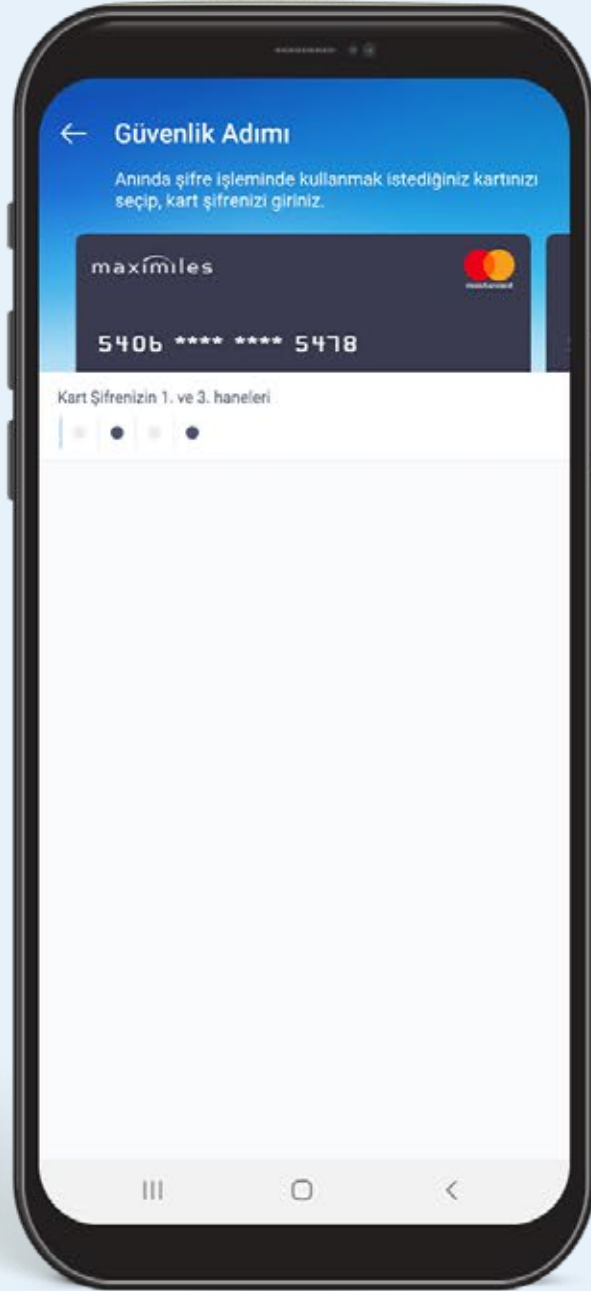 Güvenlik Adımı
Anında şifre işleminde kullanmak istediğiniz kartınızı
seçip, kart şifrenizi giriniz.
maximiles
mastercard
5406 **** **** 5478
Kart Şifrenizin 1. ve 3. haneleri